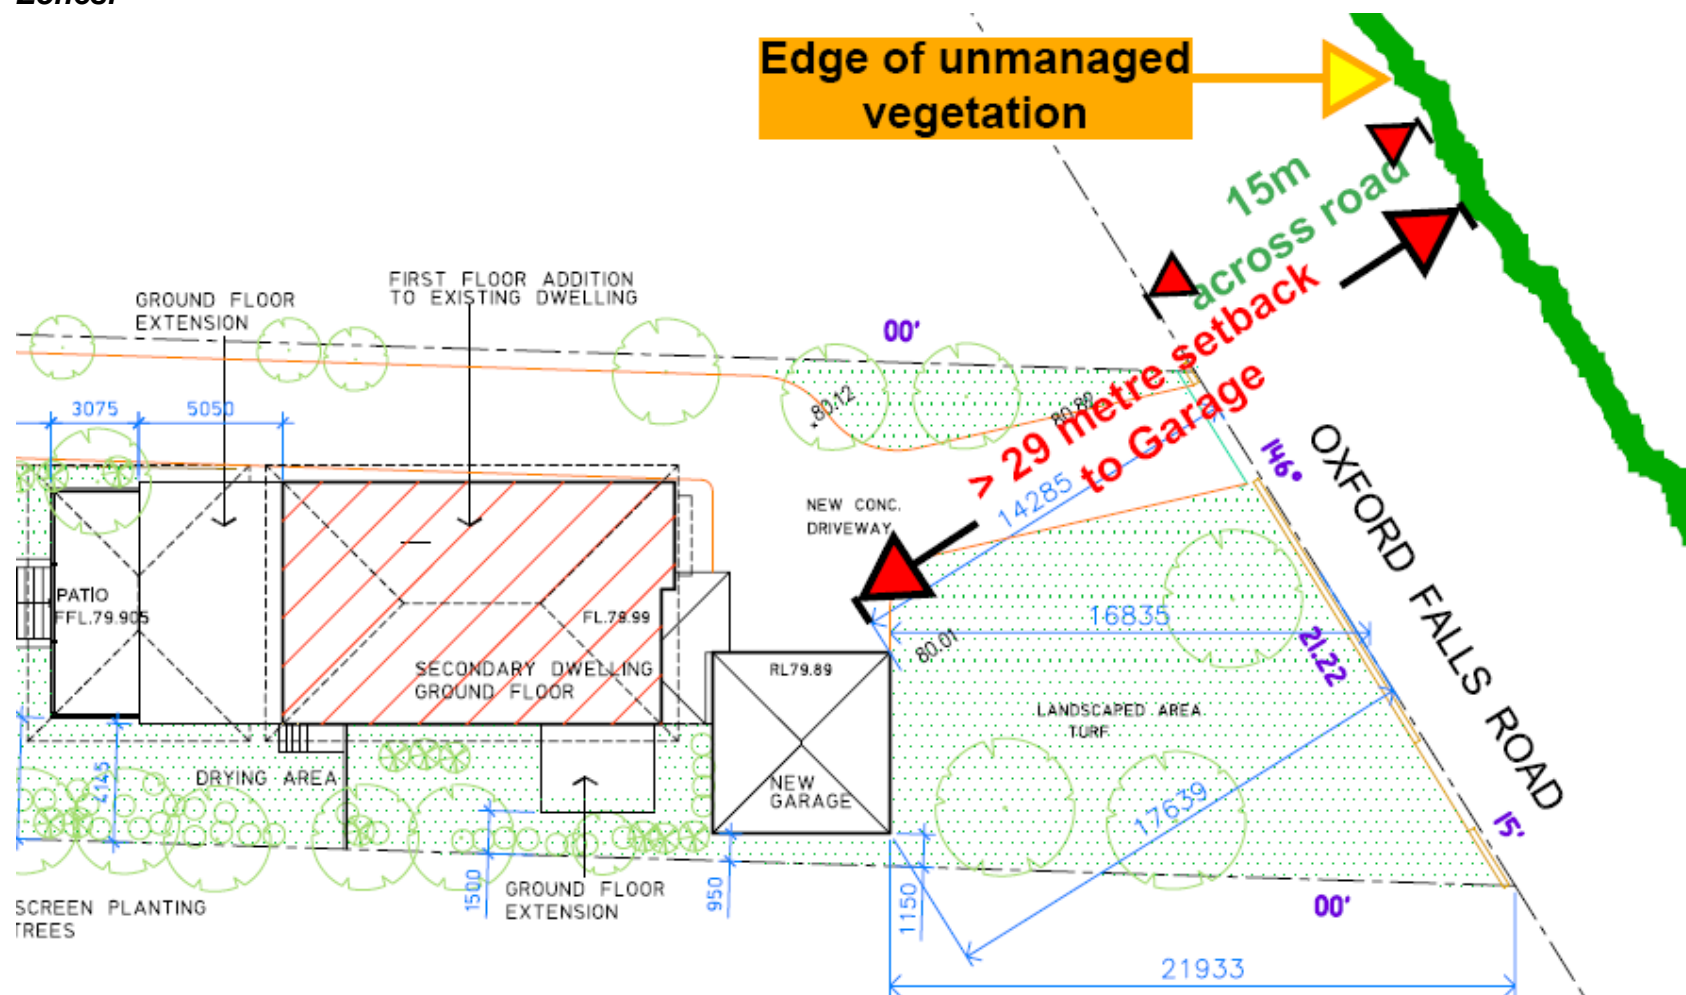 Zones.
Edge of unmanaged
vegetation
15m
across road
> 29 metre setback
to Garage
FIRST FLOOR ADDITION
TO EXISTING DWELLING
GROUND FLOOR
EXTENSION
00'
3075
5050
80.12
80.82
14285
146°
OXFORD FALLS ROAD
NEW CONC.
DRIVEWAY
PATIO
FFL.79.905
FL.79.99
16835
80.01
21.22
SECONDARY DWELLING
GROUND FLOOR
RL79.89
LANDSCAPED AREA
TURF
DRYING AREA
4145
NEW
GARAGE
17639
15'
1500
GROUND FLOOR
EXTENSION
950
1150
00'
SCREEN PLANTING
TREES
21933